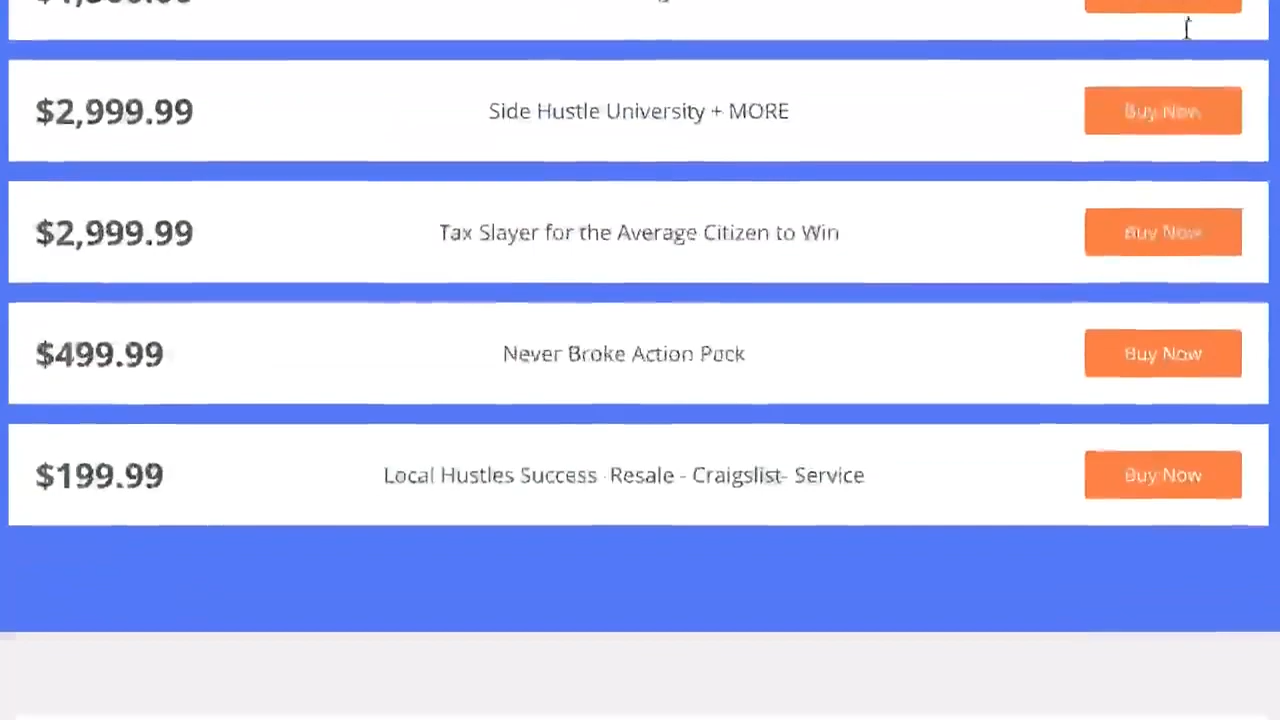 $2,999.99 Side Hustle University + MORE Buy Now
$2,999.99 Tax Slayer for the Average Citizen to Win Buy Now
$499.99 Never Broke Action Pack Buy Now
$199.99 Local Hustles Success Resale - Craigslist- Service Buy Now